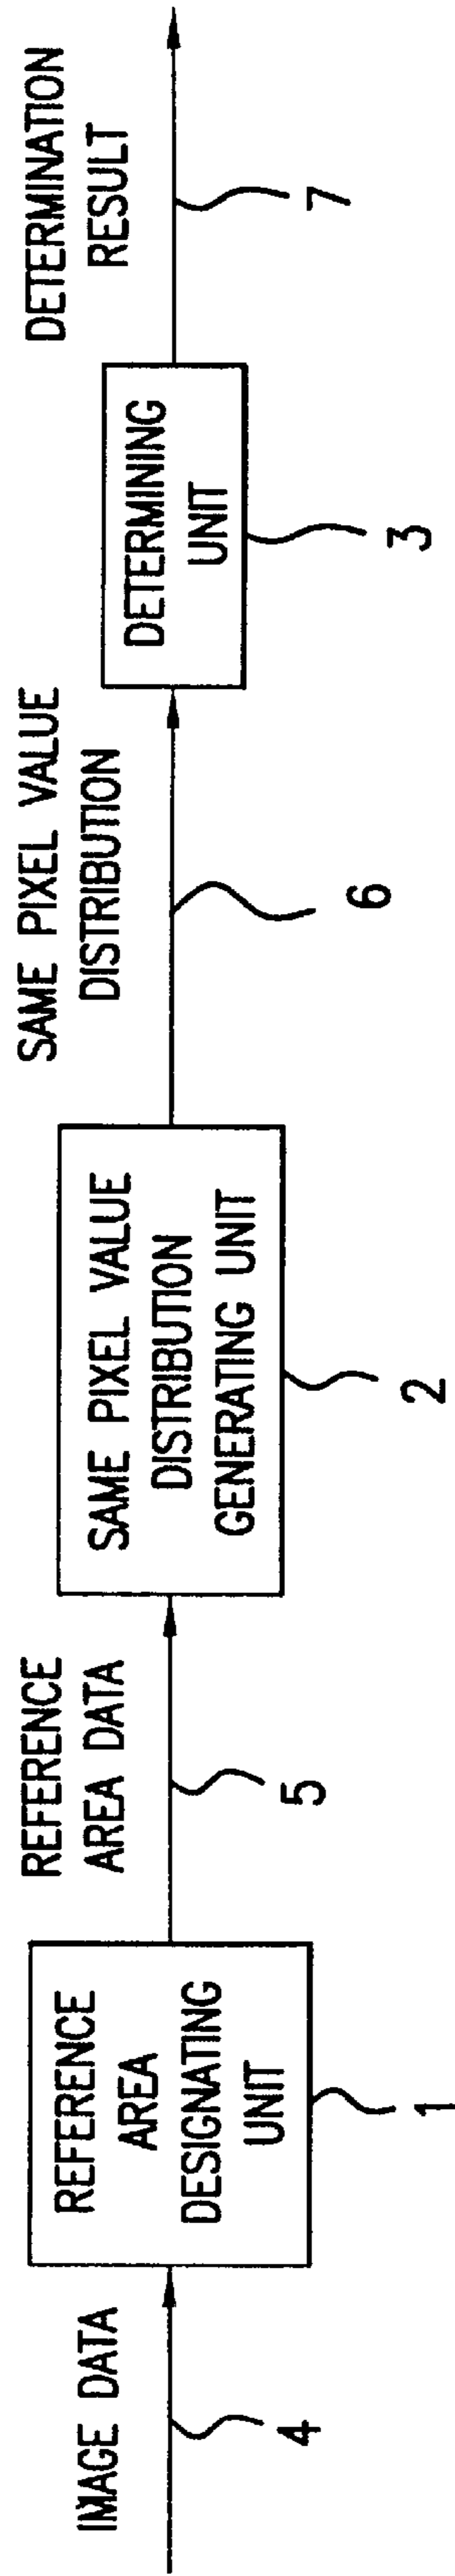 IMAGE DATA
4
REFERENCE
AREA
DESIGNATING
UNIT
1
REFERENCE
AREA DATA
5
SAME PIXEL VALUE
DISTRIBUTION
GENERATING UNIT
2
SAME PIXEL VALUE
DISTRIBUTION
6
DETERMINING
UNIT
3
DETERMINATION
RESULT
7